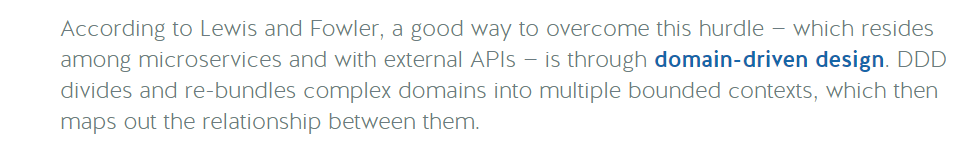 According to Lewis and Fowler, a good way to overcome this hurdle – which resides
among microservices and with external APIs – is through domain-driven design. DDD
divides and re-bundles complex domains into multiple bounded contexts, which then
maps out the relationship between them.